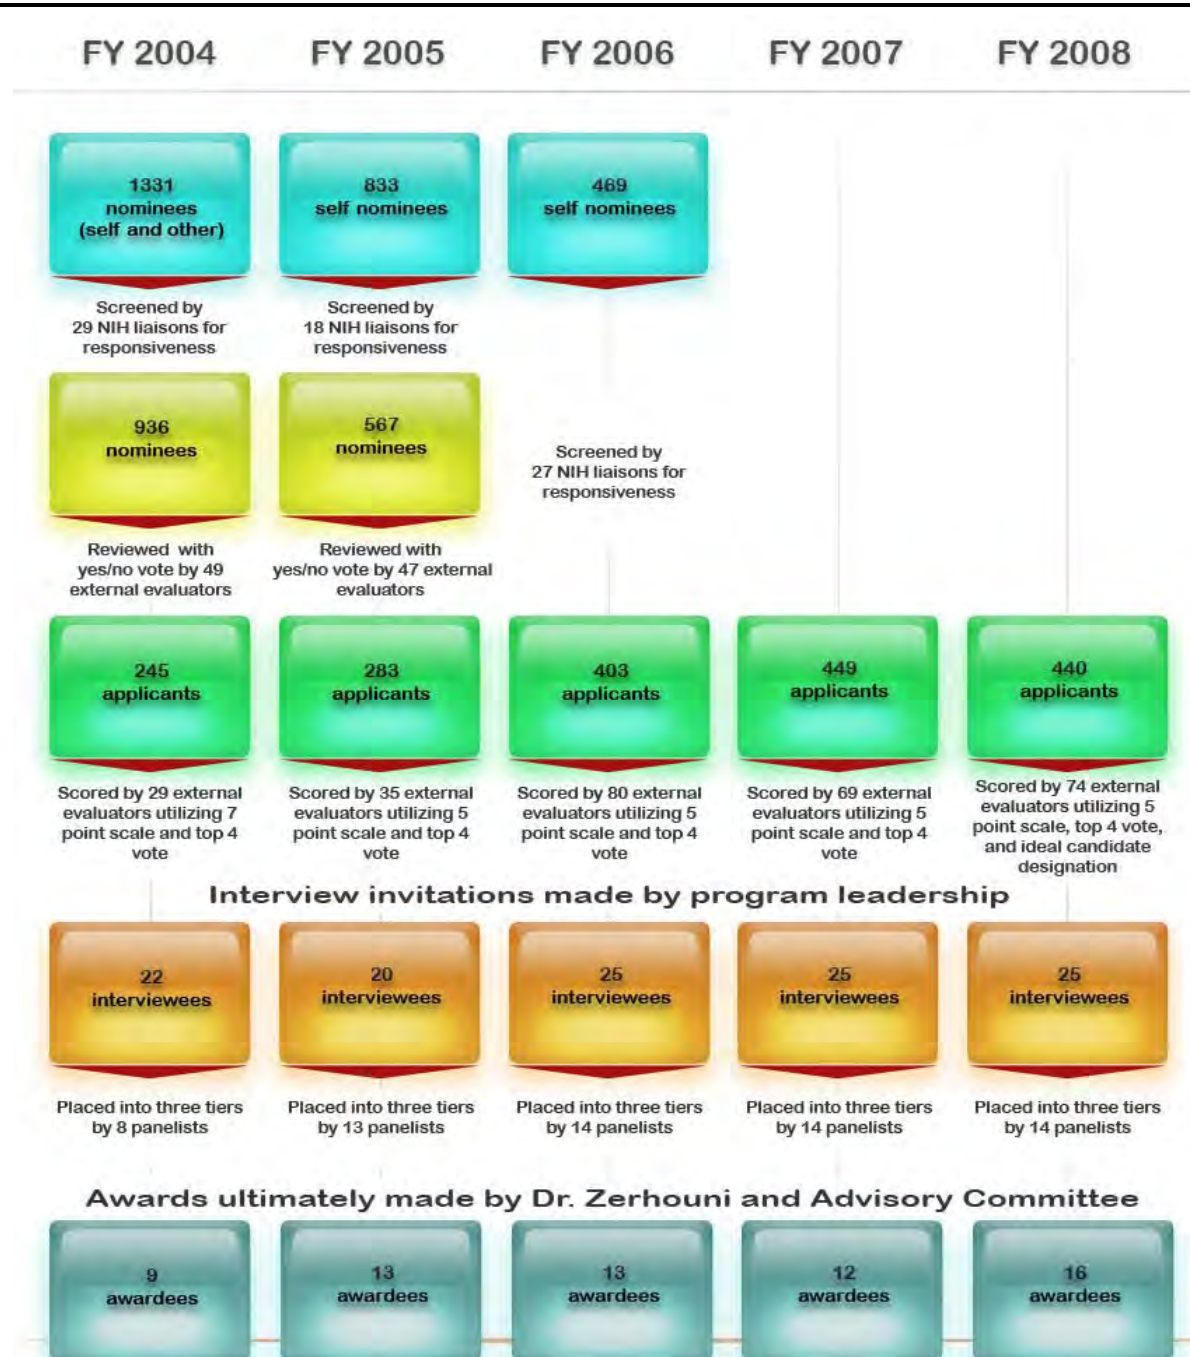 FY 2004 FY 2005 FY 2006 FY 2007 FY 2008
1331
nominees
(self and other)
833
self nominees
469
self nominees
Screened by
29 NIH liaisons for
responsiveness
Screened by
18 NIH liaisons for
responsiveness
936
nominees
567
nominees
Screened by
27 NIH liaisons for
responsiveness
Reviewed with
yes/no vote by 49
external evaluators
Reviewed with
yes/no vote by 47 external
evaluators
245
applicants
283
applicants
403
applicants
449
applicants
440
applicants
Scored by 29 external
evaluators utilizing 7
point scale and top 4
vote
Scored by 35 external
evaluators utilizing 5
point scale and top 4
vote
Scored by 80 external
evaluators utilizing 5
point scale and top 4
vote
Scored by 69 external
evaluators utilizing 5
point scale and top 4
vote
Scored by 74 external
evaluators utilizing 5
point scale, top 4 vote,
and ideal candidate
designation
Interview invitations made by program leadership
22
interviewees
20
interviewees
25
interviewees
25
interviewees
25
interviewees
Placed into three tiers
by 8 panelists
Placed into three tiers
by 13 panelists
Placed into three tiers
by 14 panelists
Placed into three tiers
by 14 panelists
Placed into three tiers
by 14 panelists
Awards ultimately made by Dr. Zerhouni and Advisory Committee
9
awardees
13
awardees
13
awardees
12
awardees
16
awardees